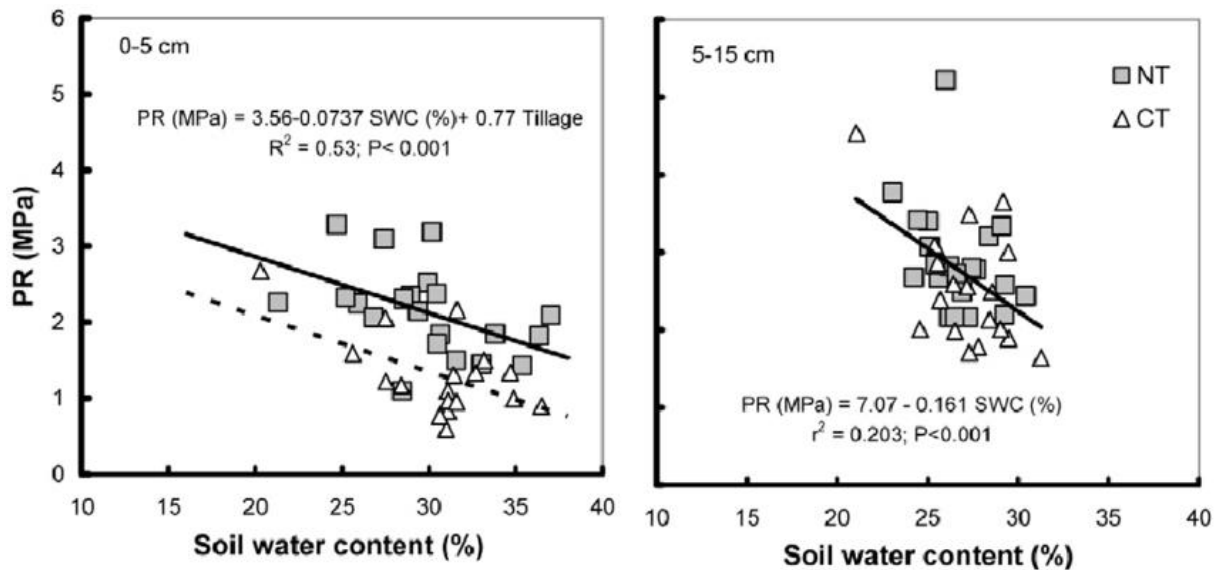 6
5
4
3
2
1
0
PR (MPa)
0-5 cm
PR (MPa) = 3.56-0.0737 SWC (%)+ 0.77 Tillage
R² = 0.53; P< 0.001
10 15 20 25 30 35 40
Soil water content (%)
5-15 cm
NT
CT
PR (MPa) = 7.07 - 0.161 SWC (%)
r² = 0.203; P<0.001
10 15 20 25 30 35 40
Soil water content (%)